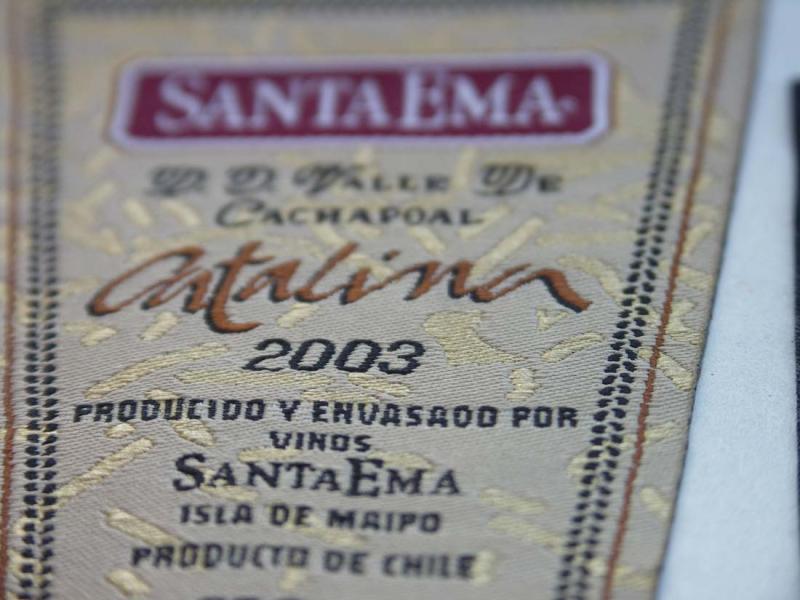 SANTA EMA
D. D. VALLE DE
CACHAPOAL
Catalina
2003
PRODUCIDO Y ENVASADO POR
VINOS
SANTA EMA
ISLA DE MAIPO
PRODUCTO DE CHILE